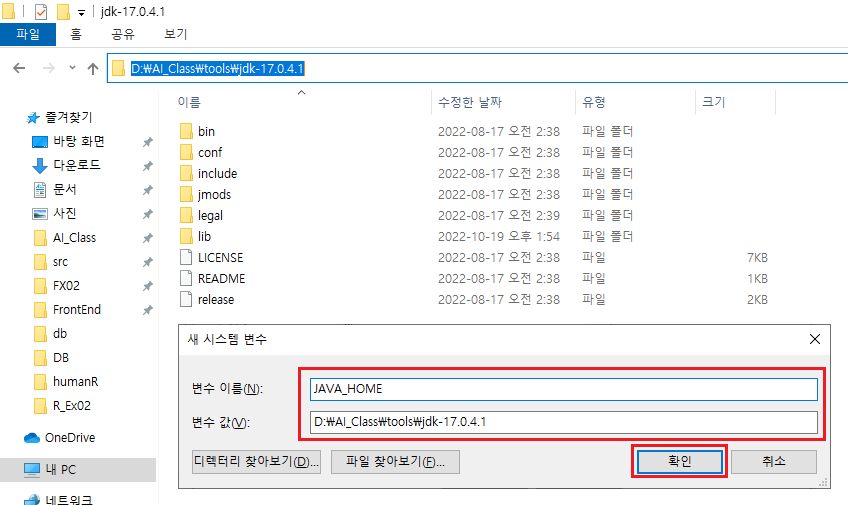 jdk-17.0.4.1
파일 홈 공유 보기
D:₩AI_Class₩tools₩jdk-17.0.4.1
이름 수정한 날짜 유형 크기
즐겨찾기
바탕 화면
다운로드
문서
사진
AI_Class
src
FX02
FrontEnd
db
DB
humanR
R_Ex02
OneDrive
내 PC
네트워크
bin 2022-08-17 오전 2:38 파일 폴더
conf 2022-08-17 오전 2:38 파일 폴더
include 2022-08-17 오전 2:38 파일 폴더
jmods 2022-08-17 오전 2:38 파일 폴더
legal 2022-08-17 오전 2:39 파일 폴더
lib 2022-10-19 오후 1:54 파일 폴더
LICENSE 2022-08-17 오전 2:38 파일 7KB
README 2022-08-17 오전 2:38 파일 1KB
release 2022-08-17 오전 2:38 파일 2KB
새 시스템 변수
변수 이름(N): JAVA_HOME
변수 값(V): D:₩AI_Class₩tools₩jdk-17.0.4.1
디렉터리 찾아보기(D)... 파일 찾아보기(F)... 확인 취소